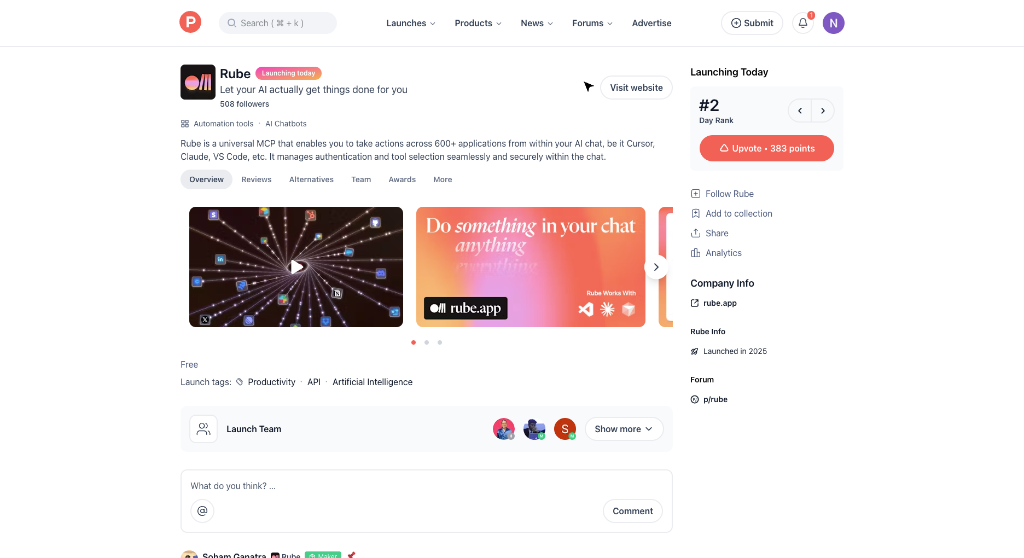 P
Search ( ⌘ + k )
Launches
Products
News
Forums
Advertise
Submit
1
N
Rube
Launching today
Let your AI actually get things done for you
508 followers
Visit website
Automation tools · AI Chatbots
Rube is a universal MCP that enables you to take actions across 600+ applications from within your AI chat, be it Cursor,
Claude, VS Code, etc. It manages authentication and tool selection seamlessly and securely within the chat.
Overview
Reviews
Alternatives
Team
Awards
More
Do something in your chat
anything
everything
rube.app
Rube Works With
Free
Launch tags:
Productivity · API · Artificial Intelligence
Launch Team
S
Show more
What do you think? ...
@
Comment
Soham Ganatra
Rube
Maker
Launching Today
#2
Day Rank
Upvote • 383 points
Follow Rube
Add to collection
Share
Analytics
Company Info
rube.app
Rube Info
Launched in 2025
Forum
p/rube